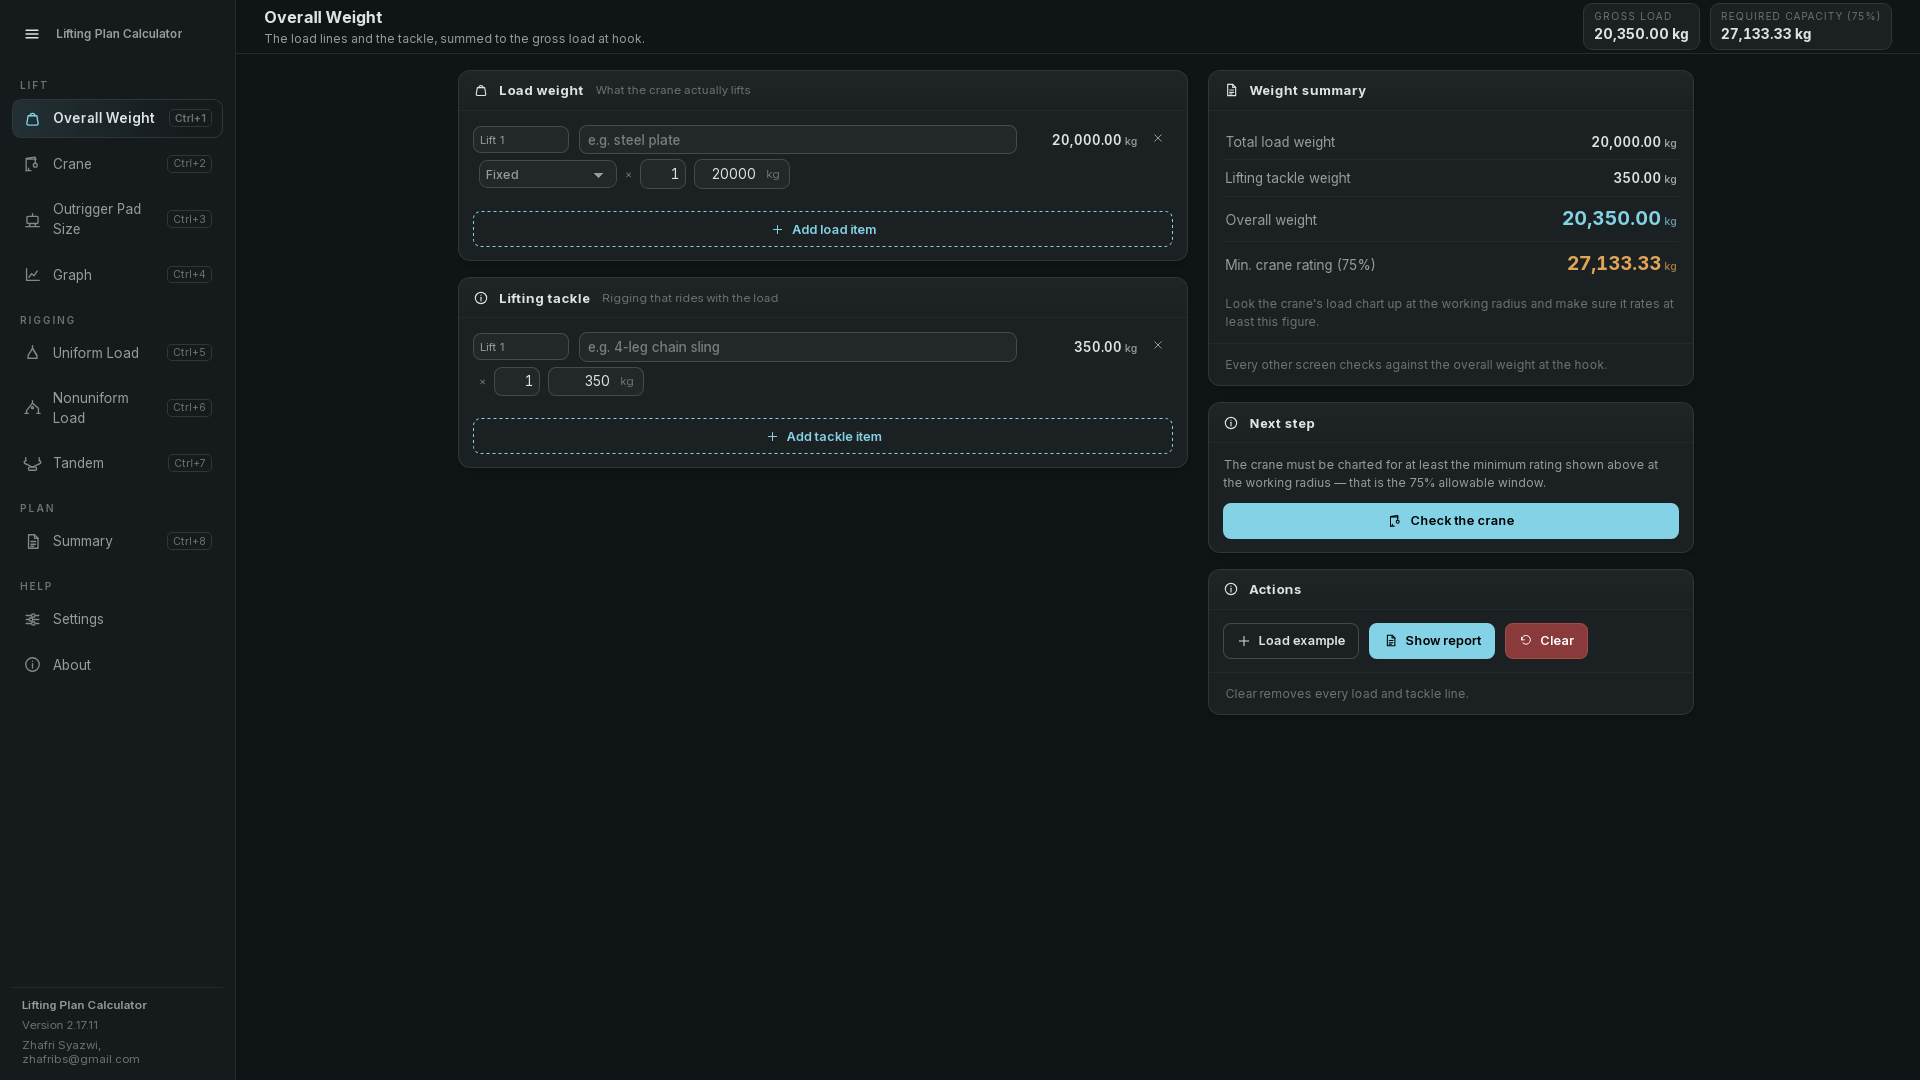 Lifting Plan Calculator
LIFT
Overall Weight Ctrl+1
Crane Ctrl+2
Outrigger Pad
Size
Ctrl+3
Graph Ctrl+4
RIGGING
Uniform Load Ctrl+5
Nonuniform
Load
Ctrl+6
Tandem Ctrl+7
PLAN
Summary Ctrl+8
HELP
Settings
About
Lifting Plan Calculator
Version 2.17.11
Zhafri Syazwi,
zhafribs@gmail.com
Overall Weight
The load lines and the tackle, summed to the gross load at hook.
GROSS LOAD
20,350.00 kg
REQUIRED CAPACITY (75%)
27,133.33 kg
Load weight What the crane actually lifts
Lift 1 e.g. steel plate 20,000.00 kg ×
Fixed × 1 20000 kg
+ Add load item
Lifting tackle Rigging that rides with the load
Lift 1 e.g. 4-leg chain sling 350.00 kg ×
× 1 350 kg
+ Add tackle item
Weight summary
Total load weight 20,000.00 kg
Lifting tackle weight 350.00 kg
Overall weight 20,350.00 kg
Min. crane rating (75%) 27,133.33 kg
Look the crane's load chart up at the working radius and make sure it rates at
least this figure.
Every other screen checks against the overall weight at the hook.
Next step
The crane must be charted for at least the minimum rating shown above at
the working radius — that is the 75% allowable window.
Check the crane
Actions
+ Load example Show report Clear
Clear removes every load and tackle line.